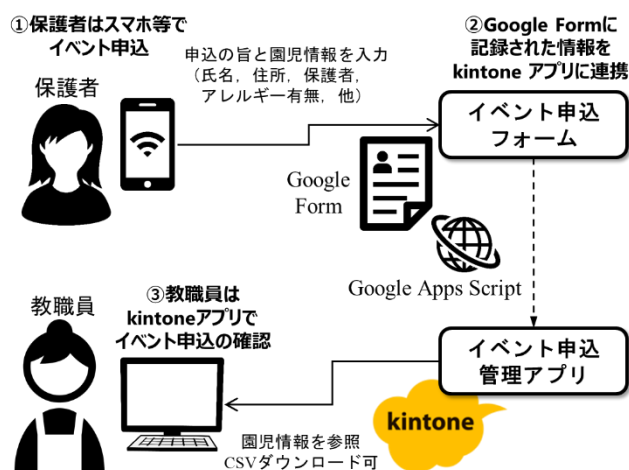 ①保護者はスマホ等で
イベント申込
保護者
申込の旨と園児情報を入力
（氏名，住所，保護者，
アレルギー有無，他）
②Google Formに
記録された情報を
kintone アプリに連携
イベント申込
フォーム
Google
Form
Google Apps Script
教職員
③教職員は
kintoneアプリで
イベント申込の確認
イベント申込
管理アプリ
kintone
園児情報を参照
CSVダウンロード可